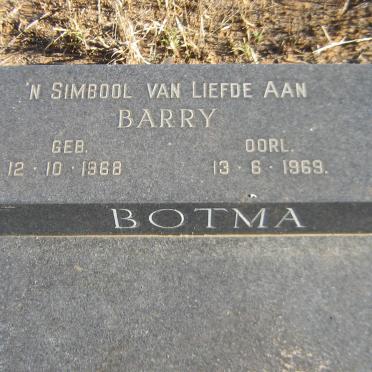 'N SIMBOOL VAN LIEFDE AAN
BARRY
GEB. OORL.
12 · 10 · 1968 13 · 6 · 1969.
BOTMA